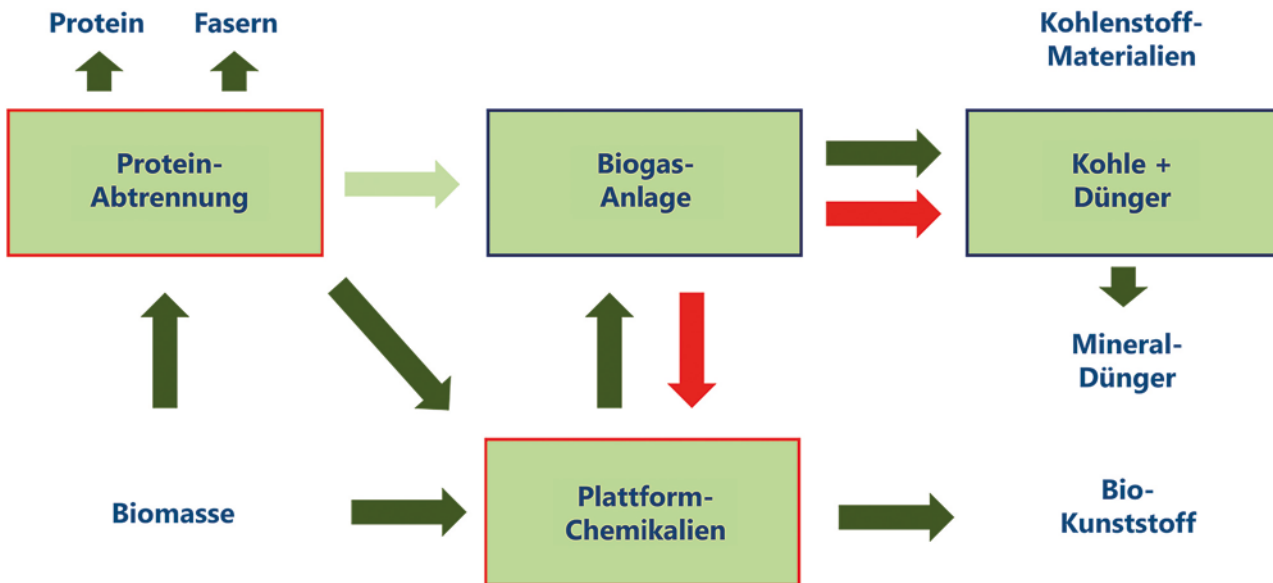 Protein
Fasern
Kohlenstoff-
Materialien
Protein-
Abtrennung
Biogas-
Anlage
Kohle +
Dünger
Mineral-
Dünger
Biomasse
Plattform-
Chemikalien
Bio-
Kunststoff